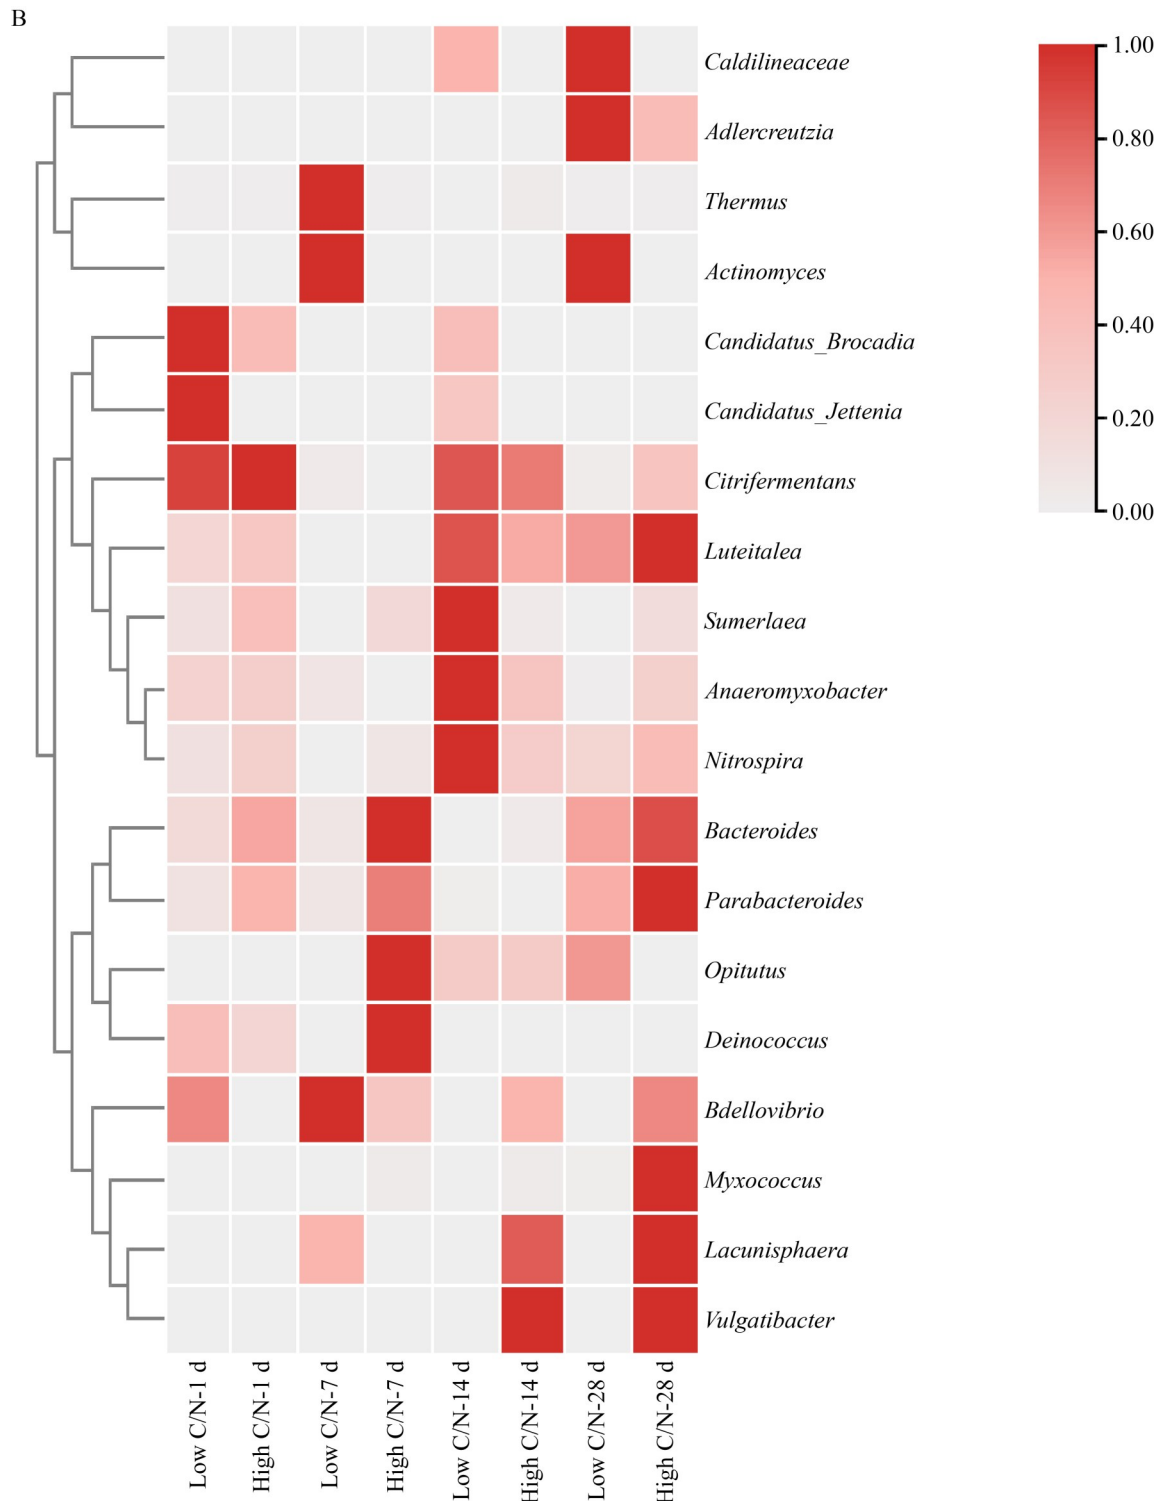 B
Caldilineaceae
Adlercreutzia
Thermus
Actinomyces
Candidatus_Brocadia
Candidatus_Jettenia
Citrifermentans
Luteitalea
Sumerlaea
Anaeromyxobacter
Nitrospira
Bacteroides
Parabacteroides
Opitutus
Deinococcus
Bdellovibrio
Myxococcus
Lacunisphaera
Vulgatibacter
Low C/N-1 d
High C/N-1 d
Low C/N-7 d
High C/N-7 d
Low C/N-14 d
High C/N-14 d
Low C/N-28 d
High C/N-28 d
1.00
0.80
0.60
0.40
0.20
0.00